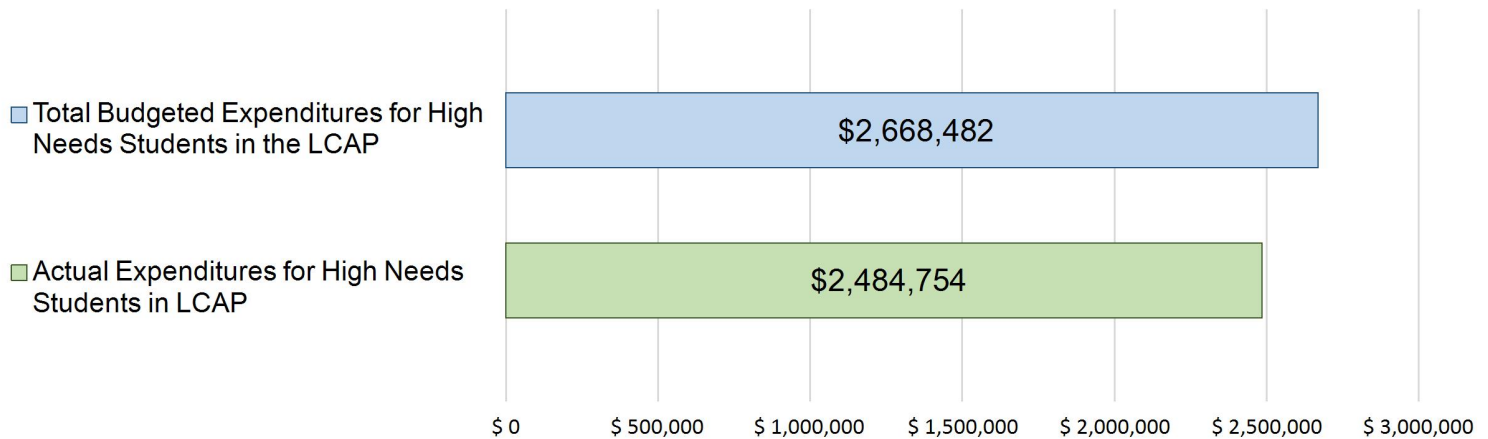 Total Budgeted Expenditures for High
Needs Students in the LCAP
$2,668,482
Actual Expenditures for High Needs
Students in LCAP
$2,484,754
$ 0 $ 500,000 $ 1,000,000 $ 1,500,000 $ 2,000,000 $ 2,500,000 $ 3,000,000